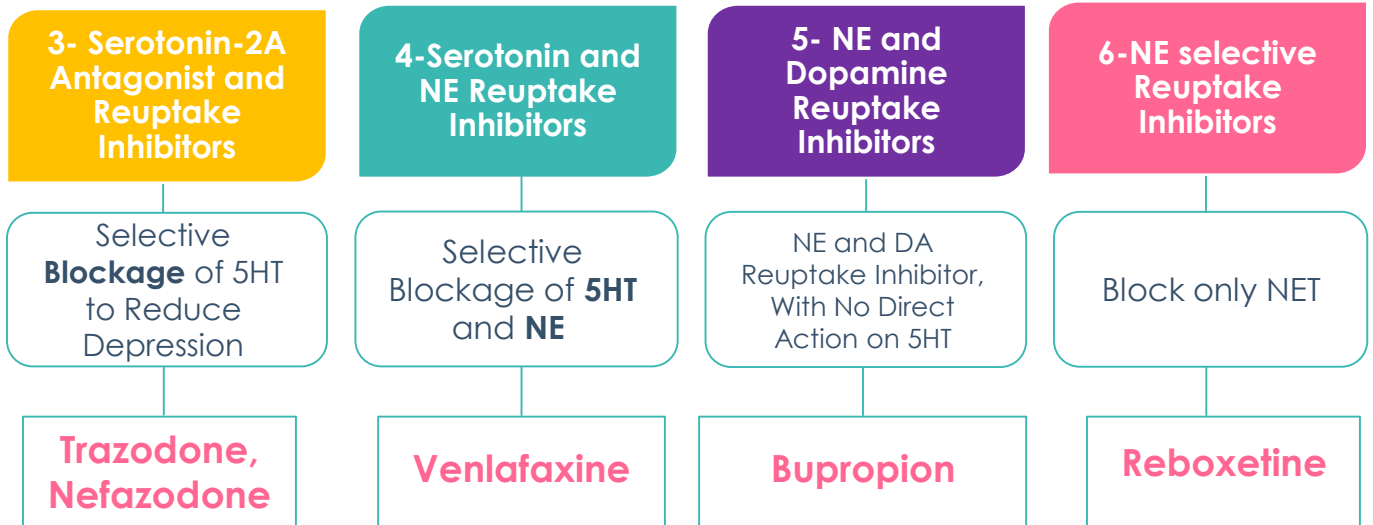 3- Serotonin-2A
Antagonist and
Reuptake
Inhibitors
4-Serotonin and
NE Reuptake
Inhibitors
5- NE and
Dopamine
Reuptake
Inhibitors
6-NE selective
Reuptake
Inhibitors
Selective
Blockage of 5HT
to Reduce
Depression
Selective
Blockage of 5HT
and NE
NE and DA
Reuptake Inhibitor,
With No Direct
Action on 5HT
Block only NET
Trazodone,
Nefazodone
Venlafaxine
Bupropion
Reboxetine